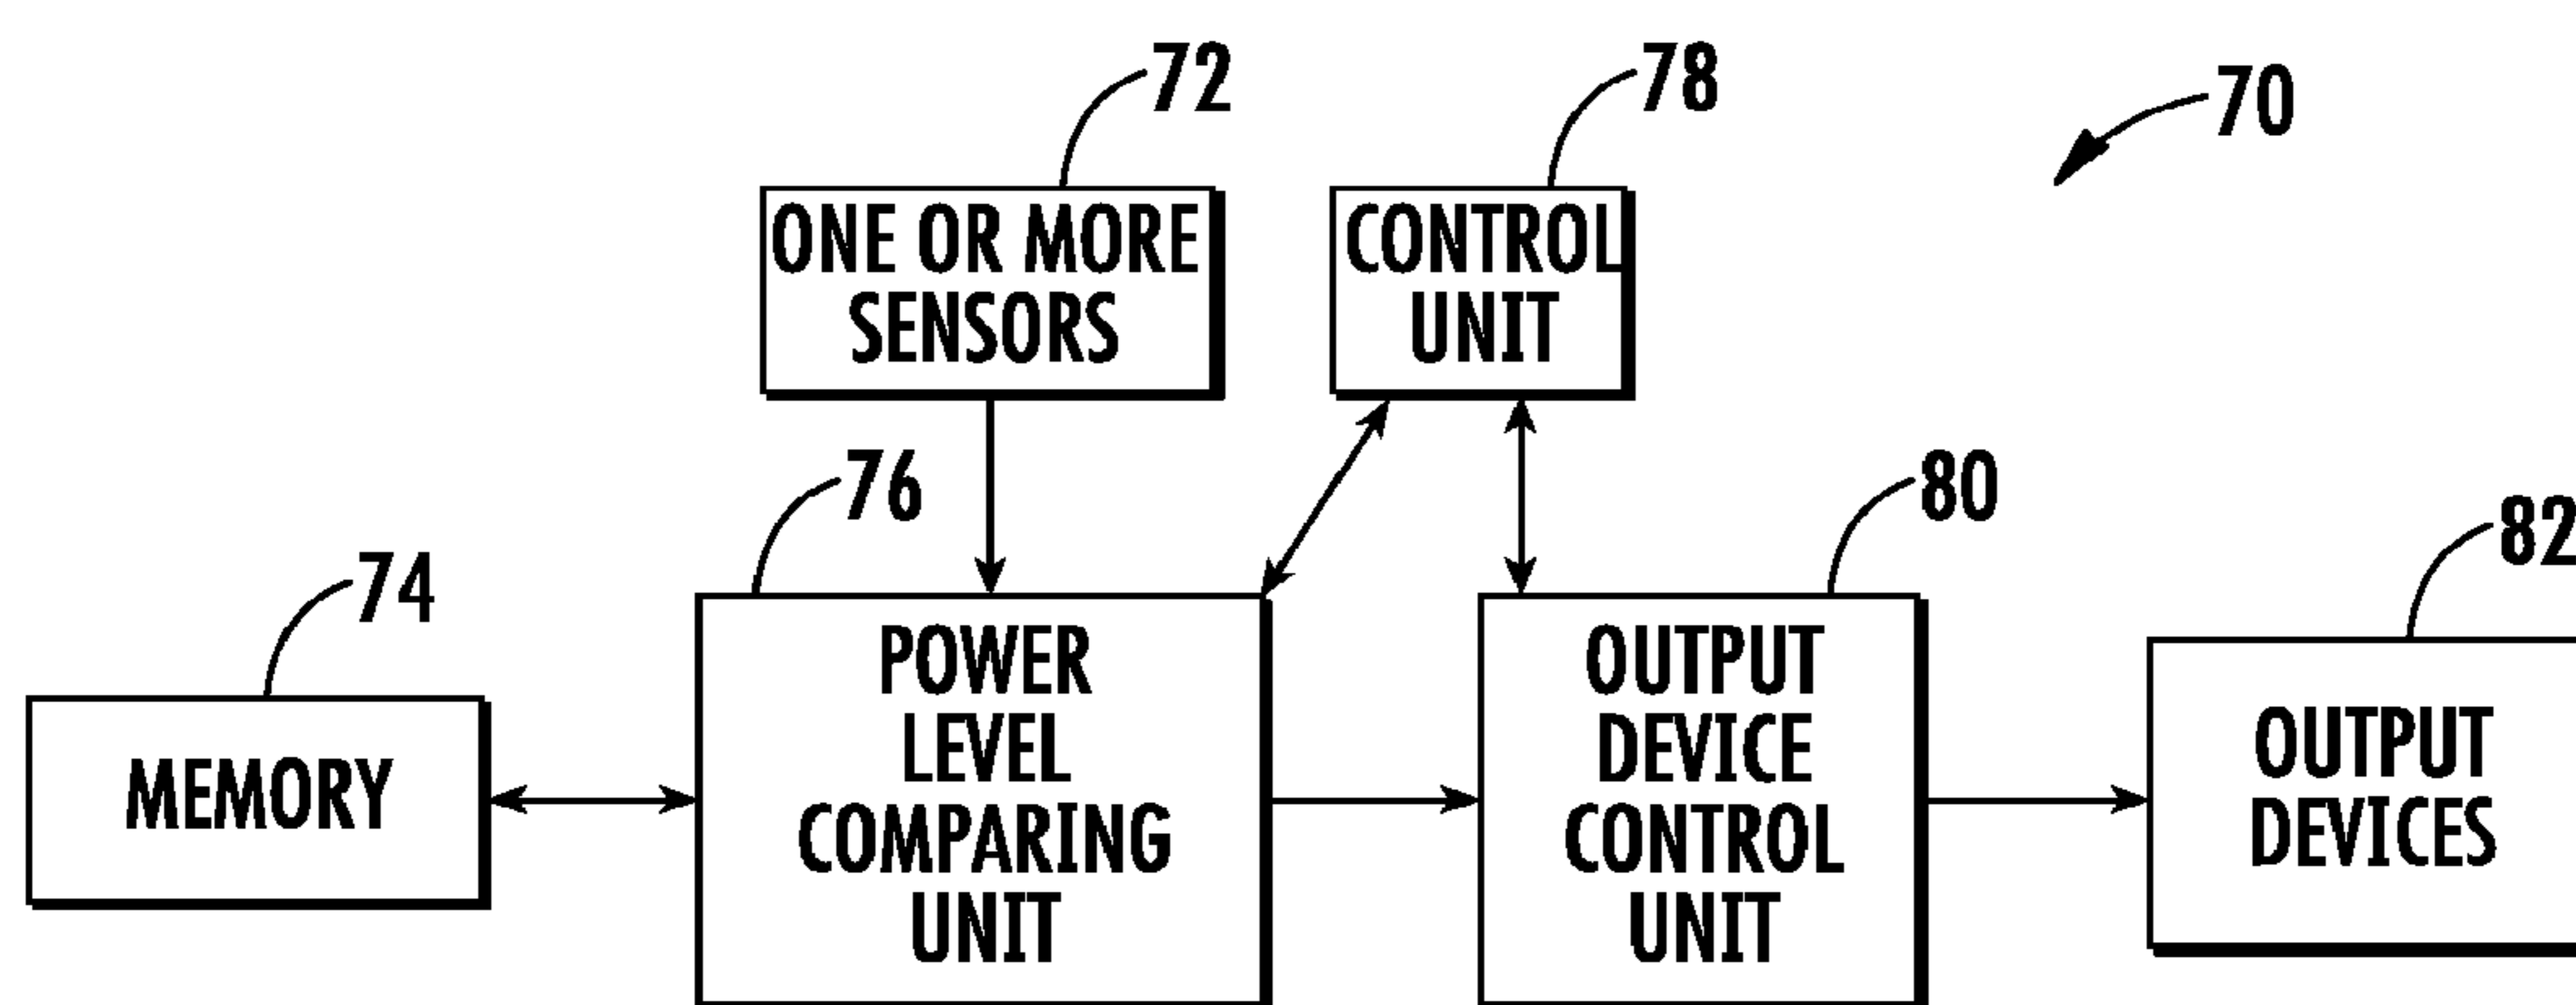 72
78
70
ONE OR MORE
SENSORS
CONTROL
UNIT
76
80
82
74
POWER
LEVEL
COMPARING
UNIT
OUTPUT
DEVICE
CONTROL
UNIT
MEMORY
OUTPUT
DEVICES